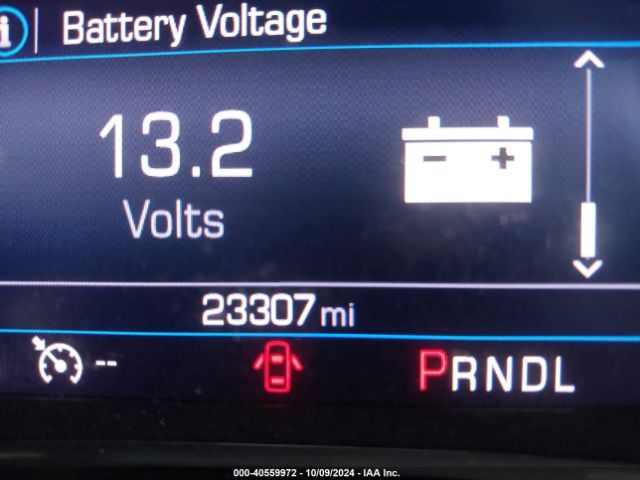 i Battery Voltage
13.2
Volts
23307 mi
-- PRNDL
000-40559972 - 10/09/2024 - IAA Inc.